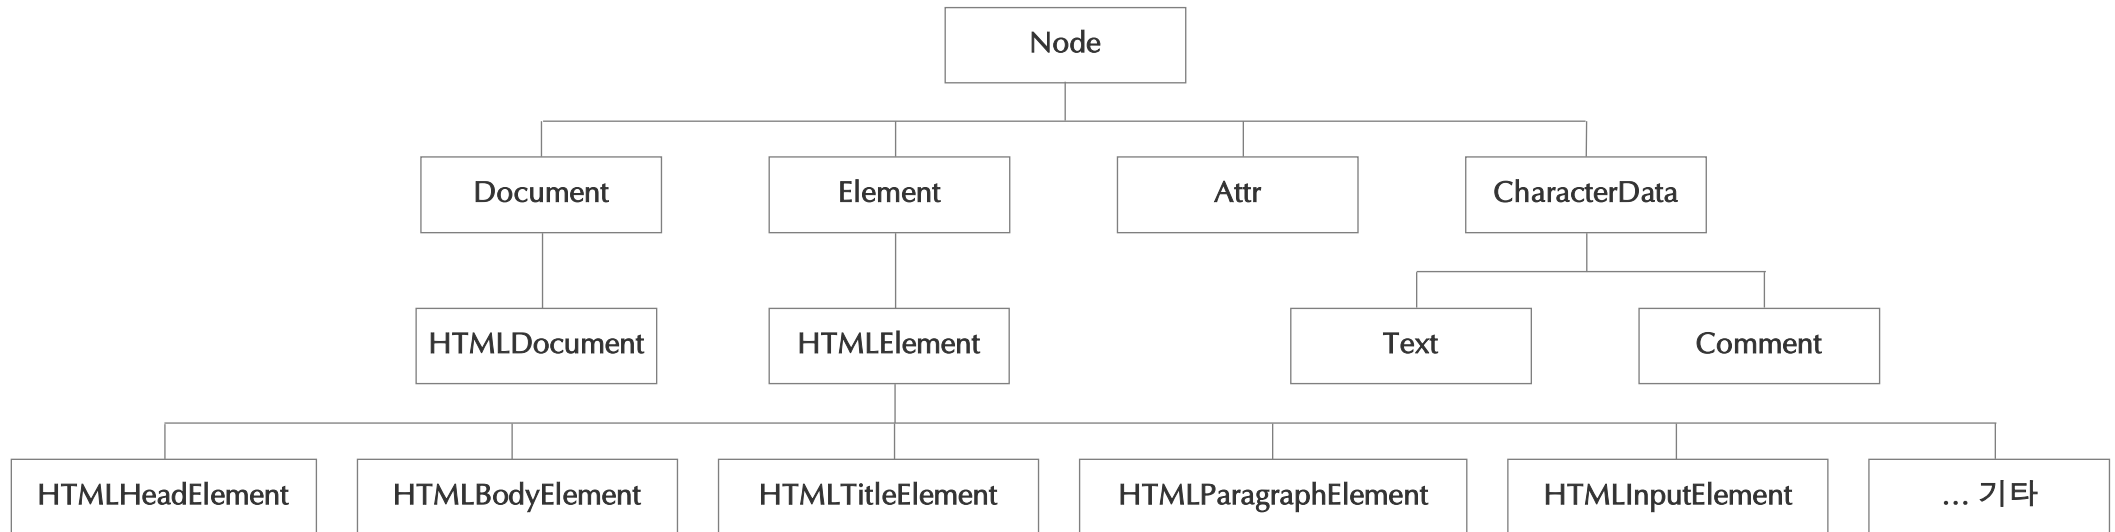 Node
Document Element Attr CharacterData
HTMLDocument HTMLElement Text Comment
HTMLHeadElement HTMLBodyElement HTMLTitleElement HTMLParagraphElement HTMLInputElement ... 기타